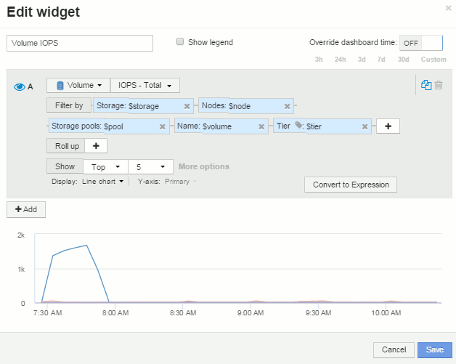 Edit widget
Volume IOPS
Show legend
Override dashboard time: OFF
3h 24h 3d 7d 30d Custom
A Volume IOPS - Total
Filter by Storage: $storage Nodes: $node
Storage pools: $pool Name: $volume Tier : $tier
Roll up
Show Top 5 More options
Display: Line chart Y-axis: Primary
Convert to Expression
+ Add
2k
1k
0
7:30 AM 8:00 AM 8:30 AM 9:00 AM 9:30 AM 10:00 AM
Cancel Save